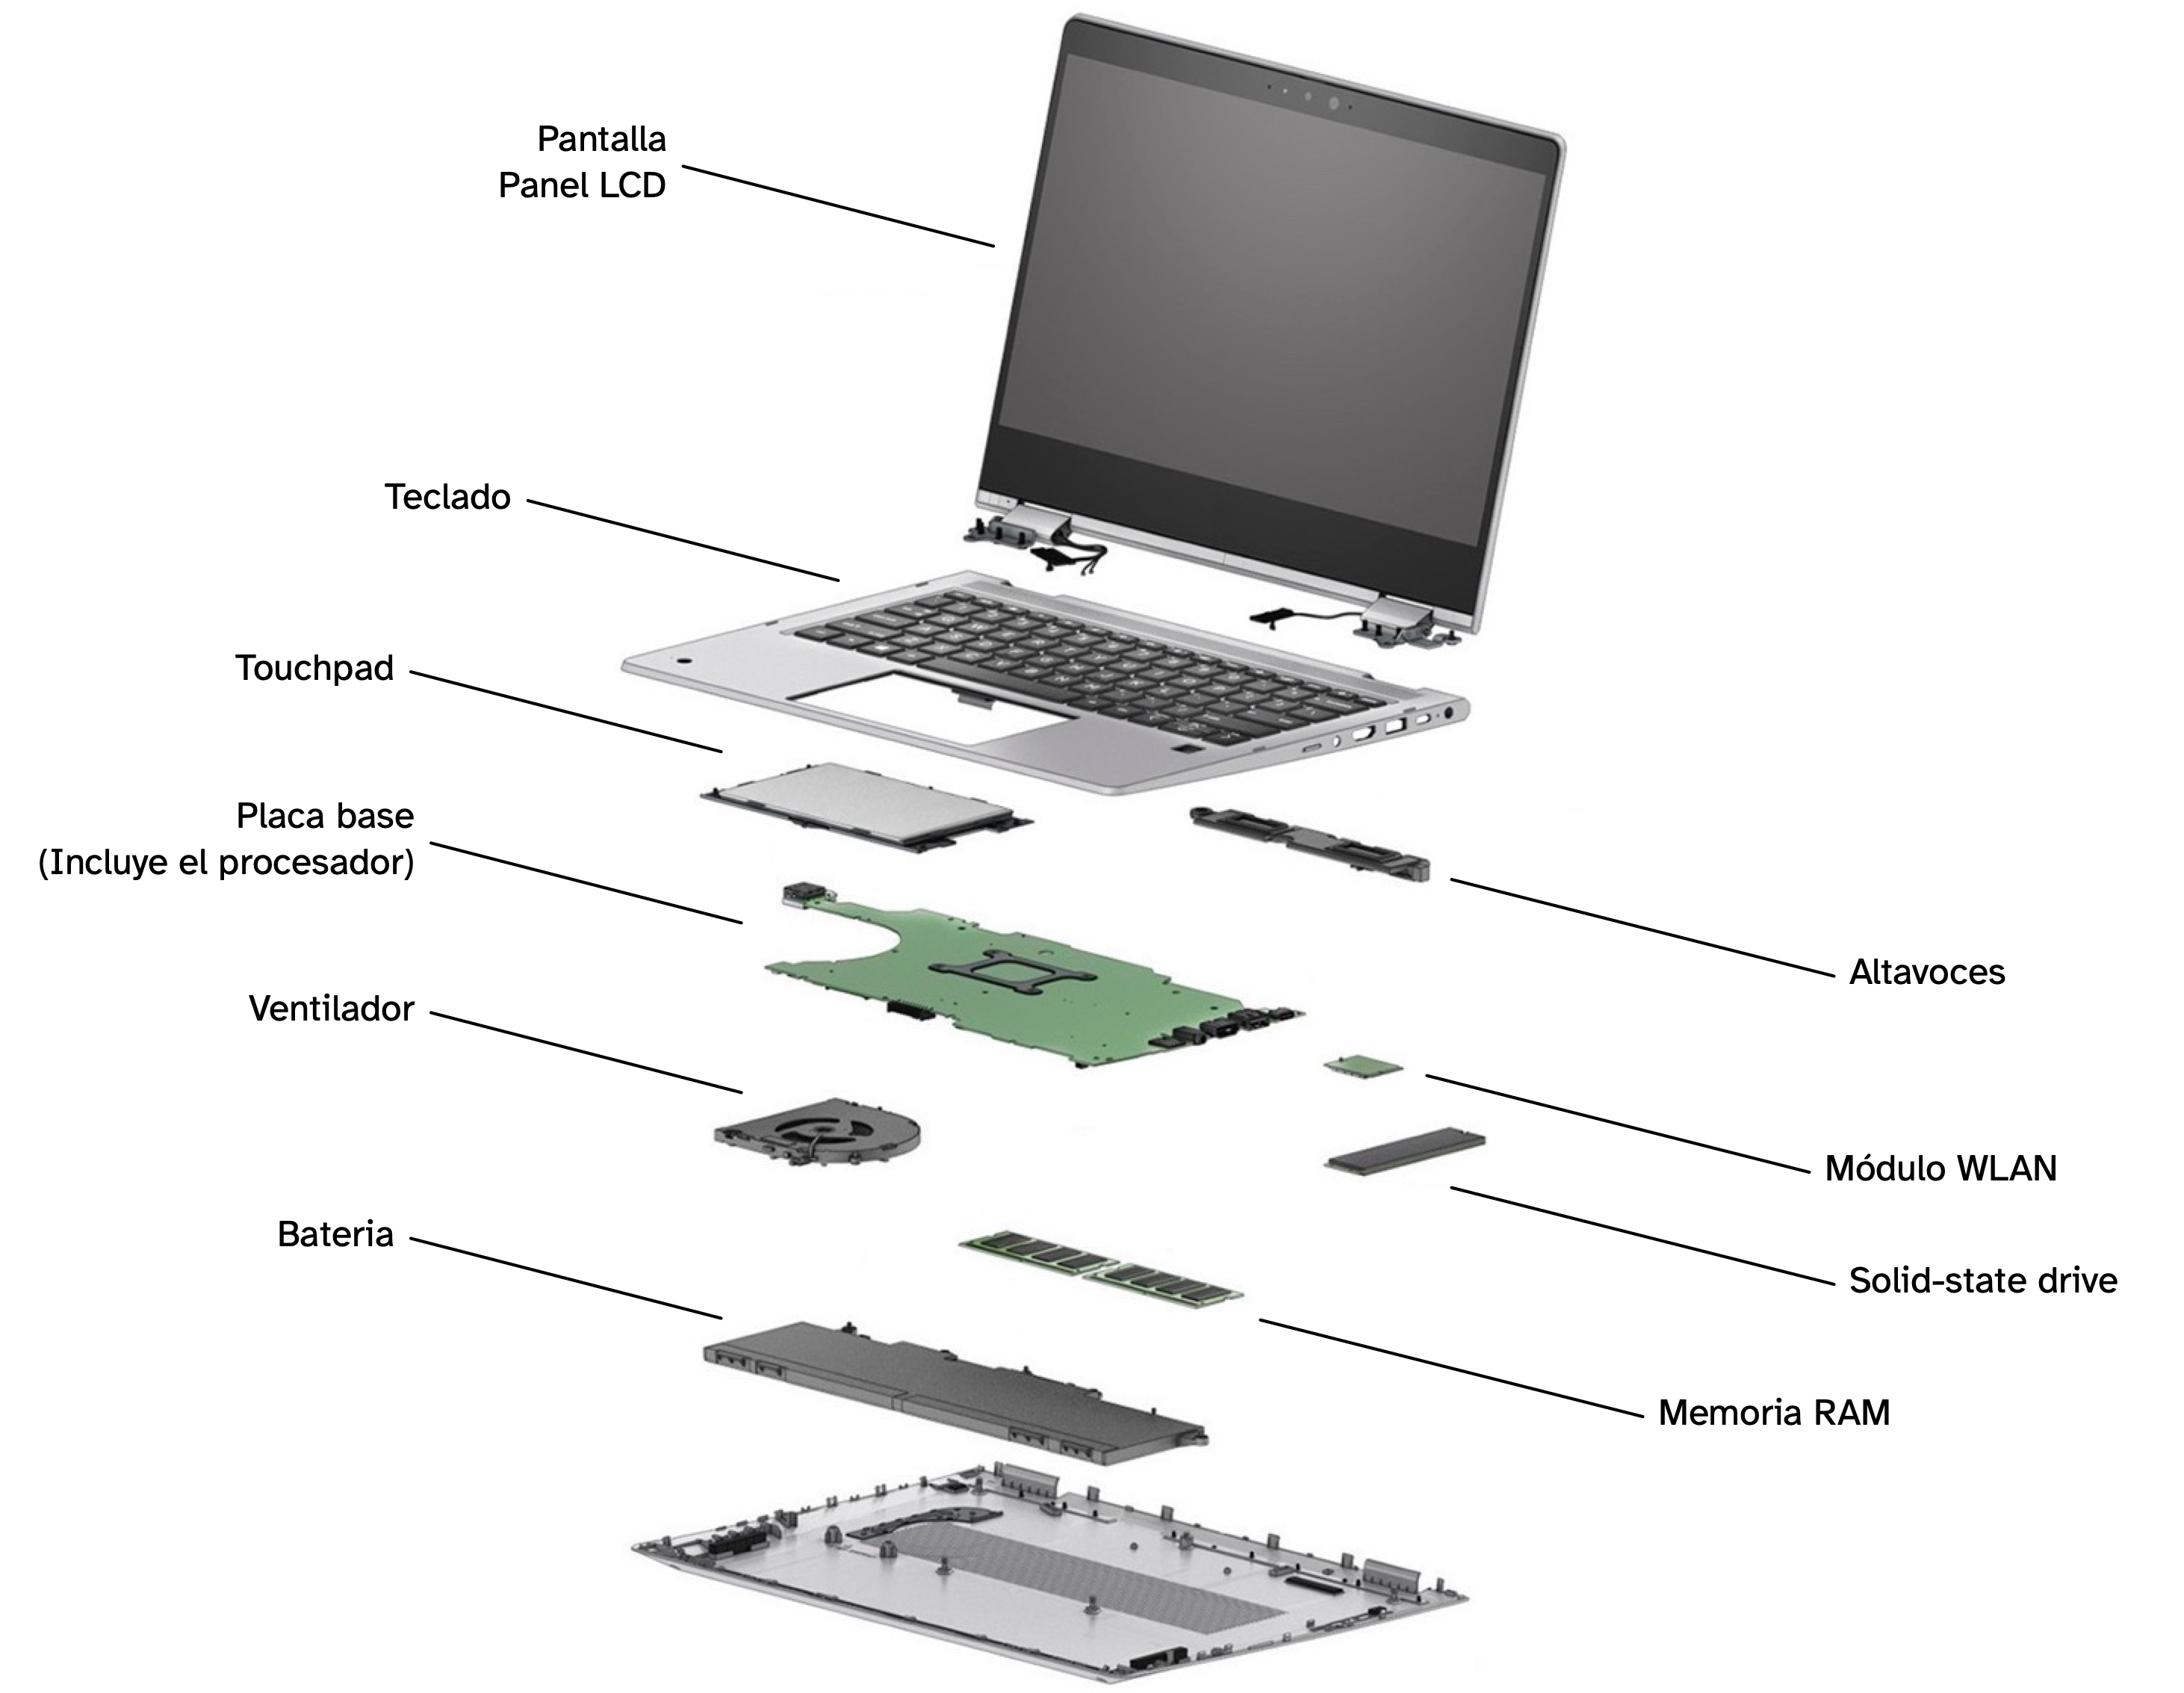 Pantalla
Panel LCD
Teclado
Touchpad
Placa base
(Incluye el procesador)
Altavoces
Ventilador
Módulo WLAN
Bateria
Solid-state drive
Memoria RAM